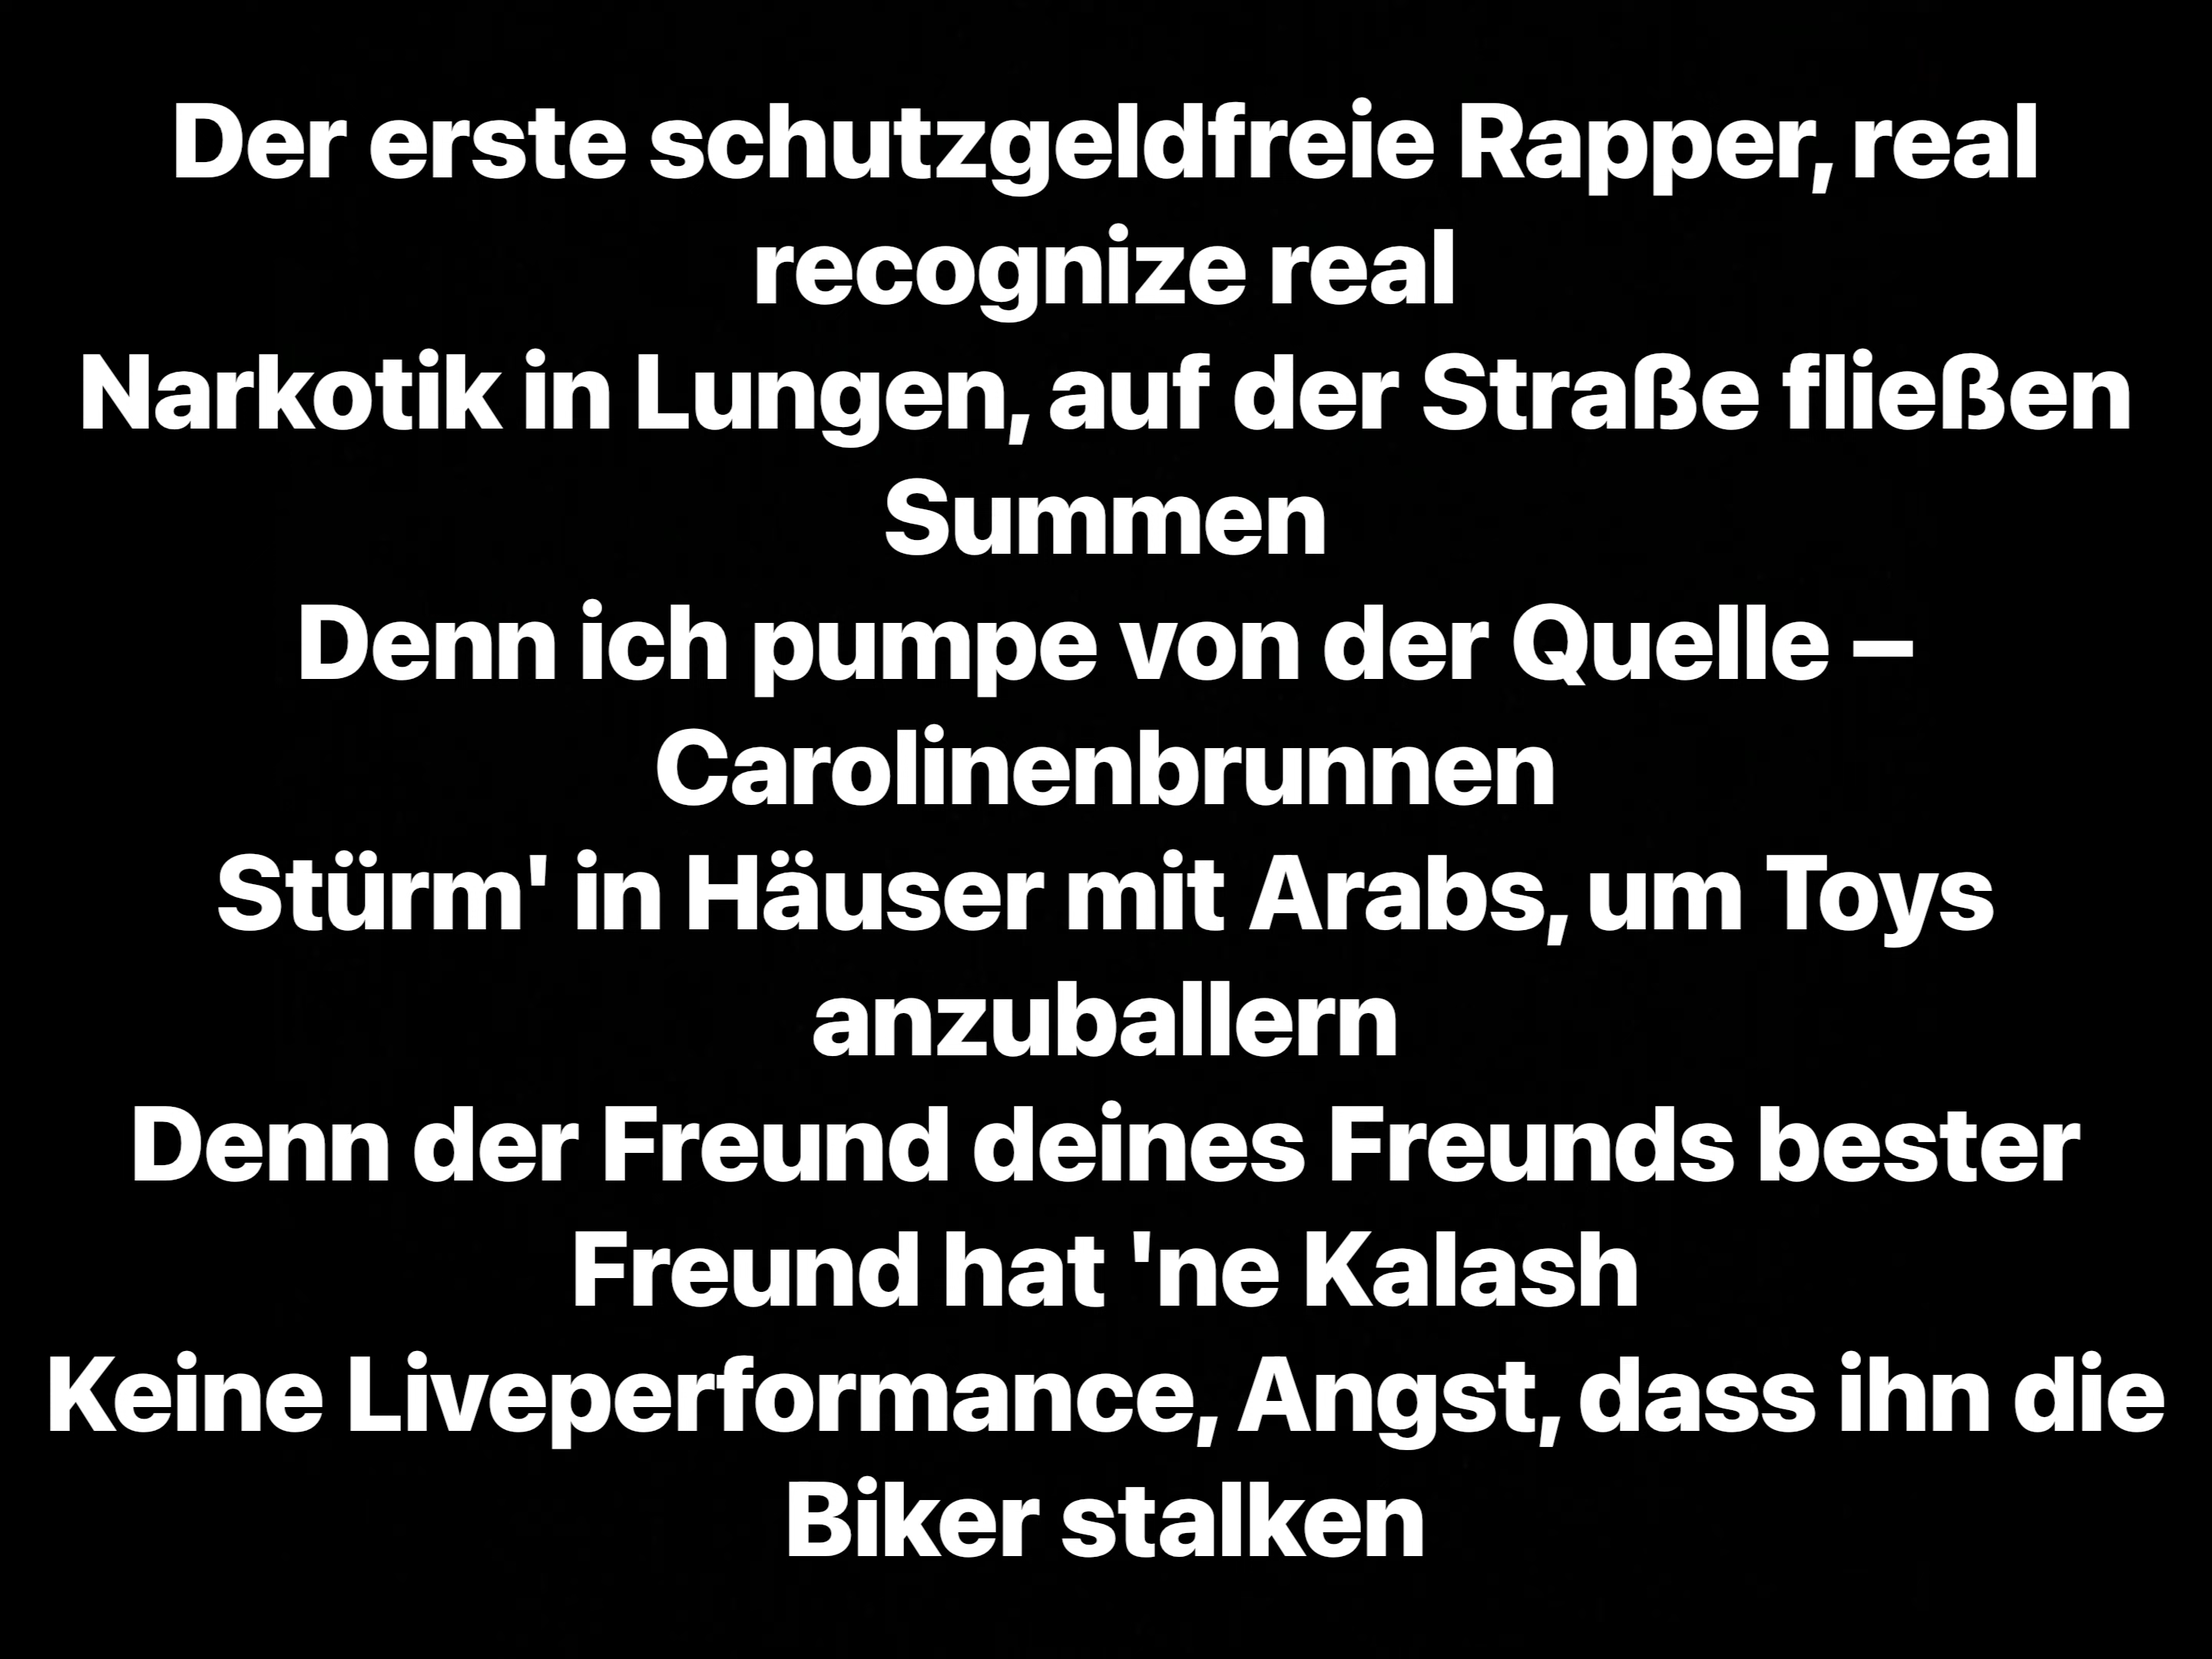 Der erste schutzgeldfreie Rapper, real
recognize real
Narkotik in Lungen, auf der Straße fließen
Summen
Denn ich pumpe von der Quelle –
Carolinenbrunnen
Stürm' in Häuser mit Arabs, um Toys
anzuballern
Denn der Freund deines Freunds bester
Freund hat 'ne Kalash
Keine Liveperformance, Angst, dass ihn die
Biker stalken